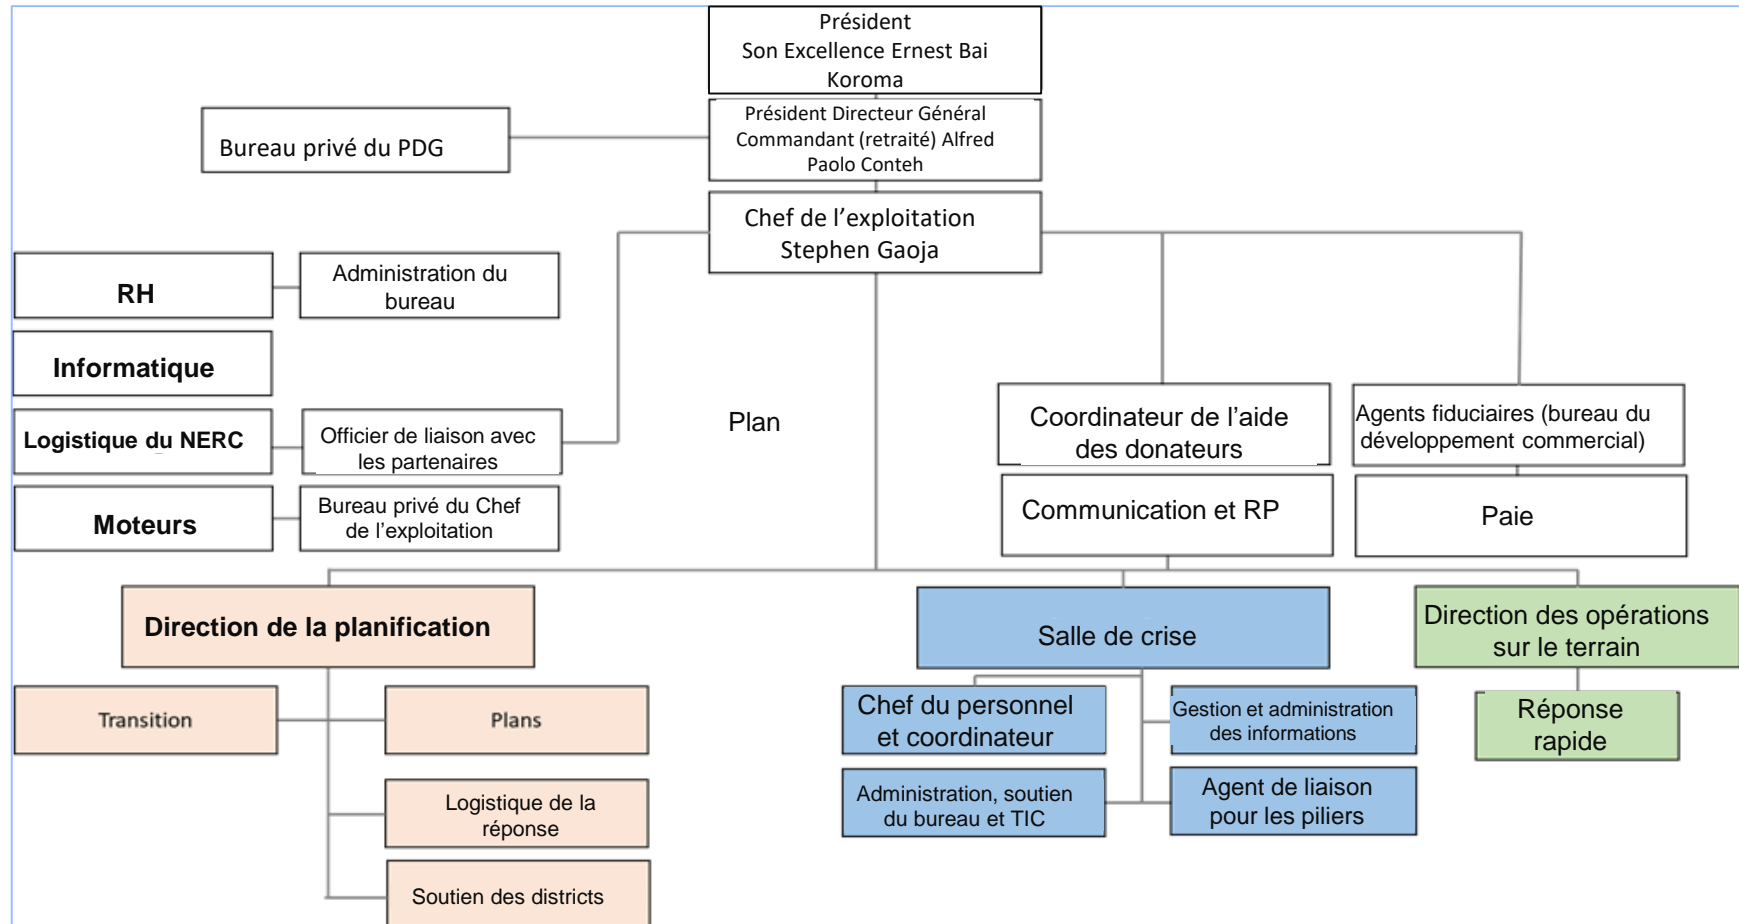 Président
Son Excellence Ernest Bai
Koroma
Président Directeur Général
Commandant (retraité) Alfred
Paolo Conteh
Bureau privé du PDG
Chef de l’exploitation
Stephen Gaoja
RH
Administration du
bureau
Informatique
Logistique du NERC
Officier de liaison avec
les partenaires
Moteurs
Bureau privé du Chef
de l’exploitation
Plan
Coordinateur de l’aide
des donateurs
Agents fiduciaires (bureau du
développement commercial)
Communication et RP
Paie
Direction de la planification
Salle de crise
Direction des opérations
sur le terrain
Transition
Plans
Logistique de la
réponse
Soutien des districts
Chef du personnel
et coordinateur
Gestion et administration
des informations
Administration, soutien
du bureau et TIC
Agent de liaison
pour les piliers
Réponse
rapide